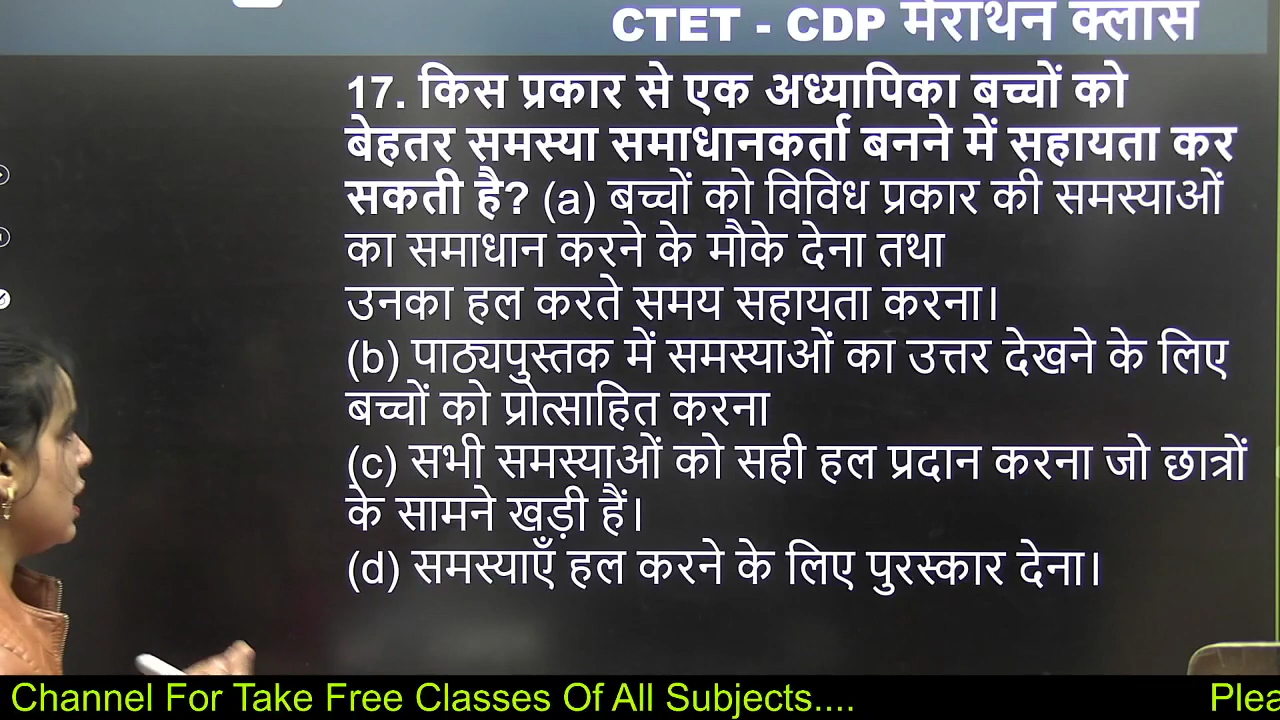 CTET - CDP मैराथन क्लास
17. किस प्रकार से एक अध्यापिका बच्चों को
बेहतर समस्या समाधानकर्ता बनने में सहायता कर
सकती है? (a) बच्चों को विविध प्रकार की समस्याओं
का समाधान करने के मौके देना तथा
उनका हल करते समय सहायता करना।
(b) पाठ्यपुस्तक में समस्याओं का उत्तर देखने के लिए
बच्चों को प्रोत्साहित करना
(c) सभी समस्याओं को सही हल प्रदान करना जो छात्रों
के सामने खड़ी हैं।
(d) समस्याएँ हल करने के लिए पुरस्कार देना।
Channel For Take Free Classes Of All Subjects....